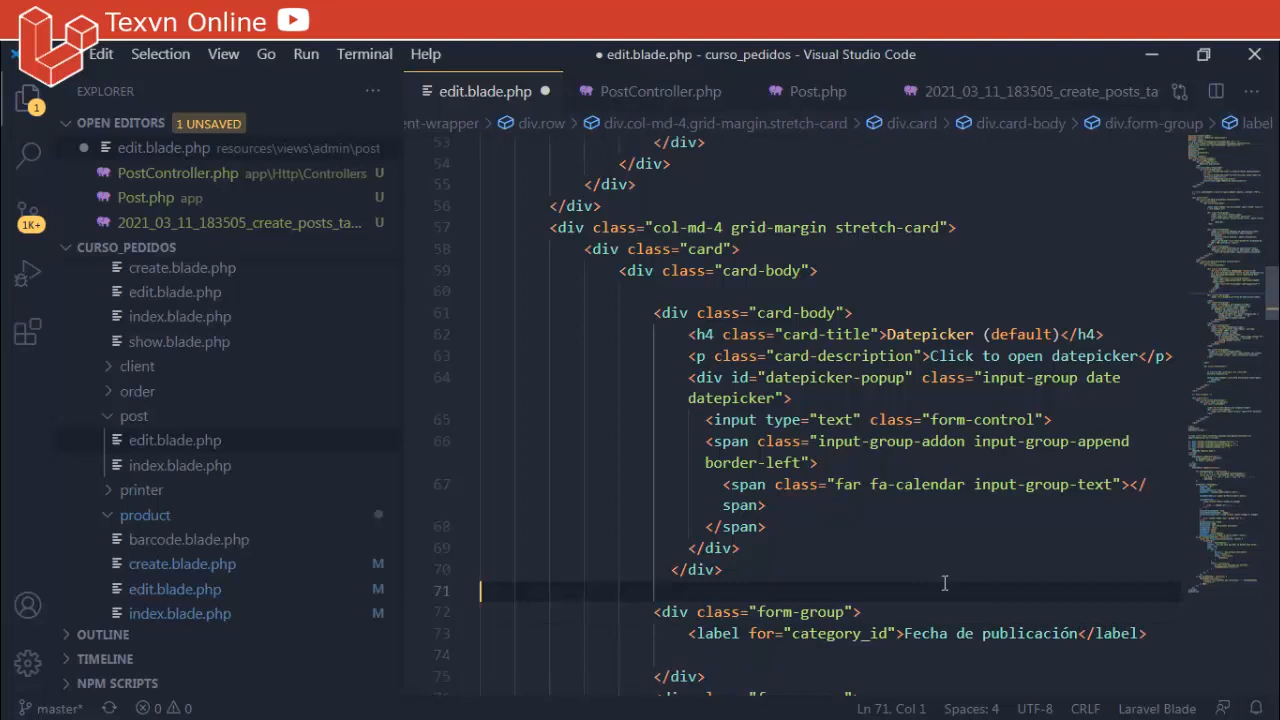 Texvn Online
Edit Selection View Go Run Terminal Help
● edit.blade.php - curso_pedidos - Visual Studio Code
EXPLORER
edit.blade.php ● PostController.php Post.php 2021_03_11_183505_create_posts_ta
OPEN EDITORS 1 UNSAVED
ent-wrapper > div.row > div.col-md-4.grid-margin.stretch-card > div.card > div.card-body > div.form-group > label
● edit.blade.php resources\views\admin\post
PostController.php app\Http\Controllers U
Post.php app U
2021_03_11_183505_create_posts_ta... U
CURSO_PEDIDOS
create.blade.php
edit.blade.php
index.blade.php
show.blade.php
client
order
post
edit.blade.php
index.blade.php
printer
product
barcode.blade.php
create.blade.php M
edit.blade.php M
index.blade.php M
OUTLINE
TIMELINE
NPM SCRIPTS
1
1K+
53 </div>
54 </div>
55 </div>
56 </div>
57 <div class="col-md-4 grid-margin stretch-card">
58 <div class="card">
59 <div class="card-body">
60
61 <div class="card-body">
62 <h4 class="card-title">Datepicker (default)</h4>
63 <p class="card-description">Click to open datepicker</p>
64 <div id="datepicker-popup" class="input-group date
datepicker">
65 <input type="text" class="form-control">
66 <span class="input-group-addon input-group-append
border-left">
67 <span class="far fa-calendar input-group-text"></
span>
68 </span>
69 </div>
70 </div>
71
72 <div class="form-group">
73 <label for="category_id">Fecha de publicación</label>
74
75 </div>
master* 0 0 Ln 71, Col 1 Spaces: 4 UTF-8 CRLF Laravel Blade